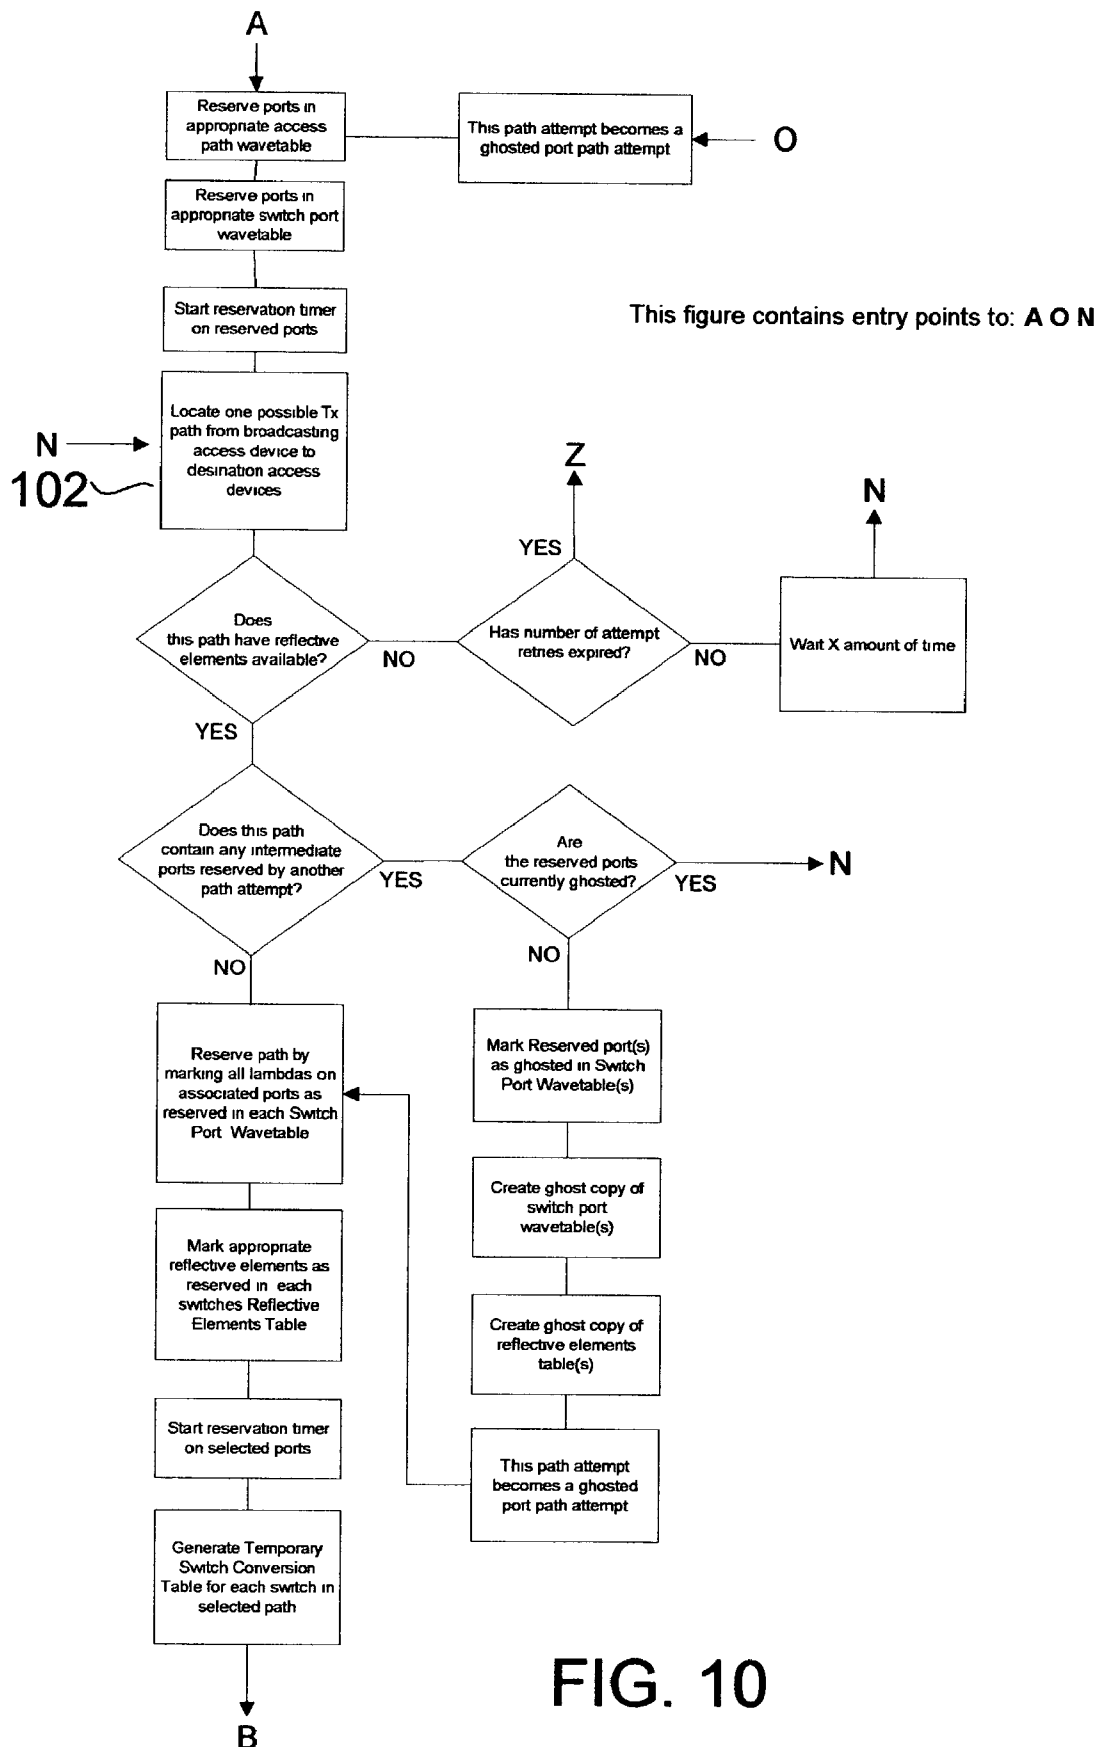 A
Reserve ports in
appropriate access
path wavetable
This path attempt becomes a
ghosted port path attempt
O
Reserve ports in
appropriate switch port
wavetable
Start reservation timer
on reserved ports
This figure contains entry points to: A O N
Locate one possible Tx
path from broadcasting
access device to
desination access
devices
N
102
Z
YES
N
Does
this path have reflective
elements available?
NO
Has number of attempt
retries expired?
NO
Wait X amount of time
YES
Does this path
contain any intermediate
ports reserved by another
path attempt?
YES
Are
the reserved ports
currently ghosted?
YES
N
NO
NO
Reserve path by
marking all lambdas on
associated ports as
reserved in each Switch
Port Wavetable
Mark Reserved port(s)
as ghosted in Switch
Port Wavetable(s)
Create ghost copy of
switch port
wavetable(s)
Mark appropriate
reflective elements as
reserved in each
switches Reflective
Elements Table
Create ghost copy of
reflective elements
table(s)
Start reservation timer
on selected ports
This path attempt
becomes a ghosted
port path attempt
Generate Temporary
Switch Conversion
Table for each switch in
selected path
B
FIG. 10